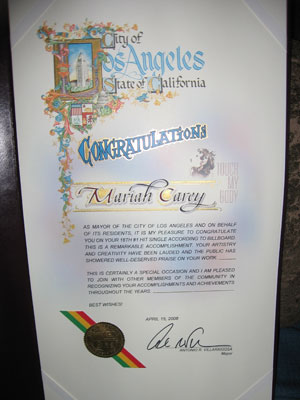 City of
Los Angeles
State of California
CONGRATULATIONS
Mariah Carey
AS MAYOR OF THE CITY OF LOS ANGELES AND ON BEHALF
OF ITS RESIDENTS, IT IS MY PLEASURE TO CONGRATULATE
YOU ON YOUR 18TH #1 HIT SINGLE ACCORDING TO BILLBOARD.
THIS IS A REMARKABLE ACCOMPLISHMENT. YOUR ARTISTRY
AND CREATIVITY HAVE BEEN LAUDED AND THE PUBLIC HAS
SHOWERED WELL-DESERVED PRAISE ON YOUR WORK
THIS IS CERTAINLY A SPECIAL OCCASION AND I AM PLEASED
TO JOIN WITH OTHER MEMBERS OF THE COMMUNITY IN
RECOGNIZING YOUR ACCOMPLISHMENTS AND ACHIEVEMENTS
THROUGHOUT THE YEARS
BEST WISHES!
APRIL 15, 2008
ANTONIO R. VILLARAIGOSA
Mayor